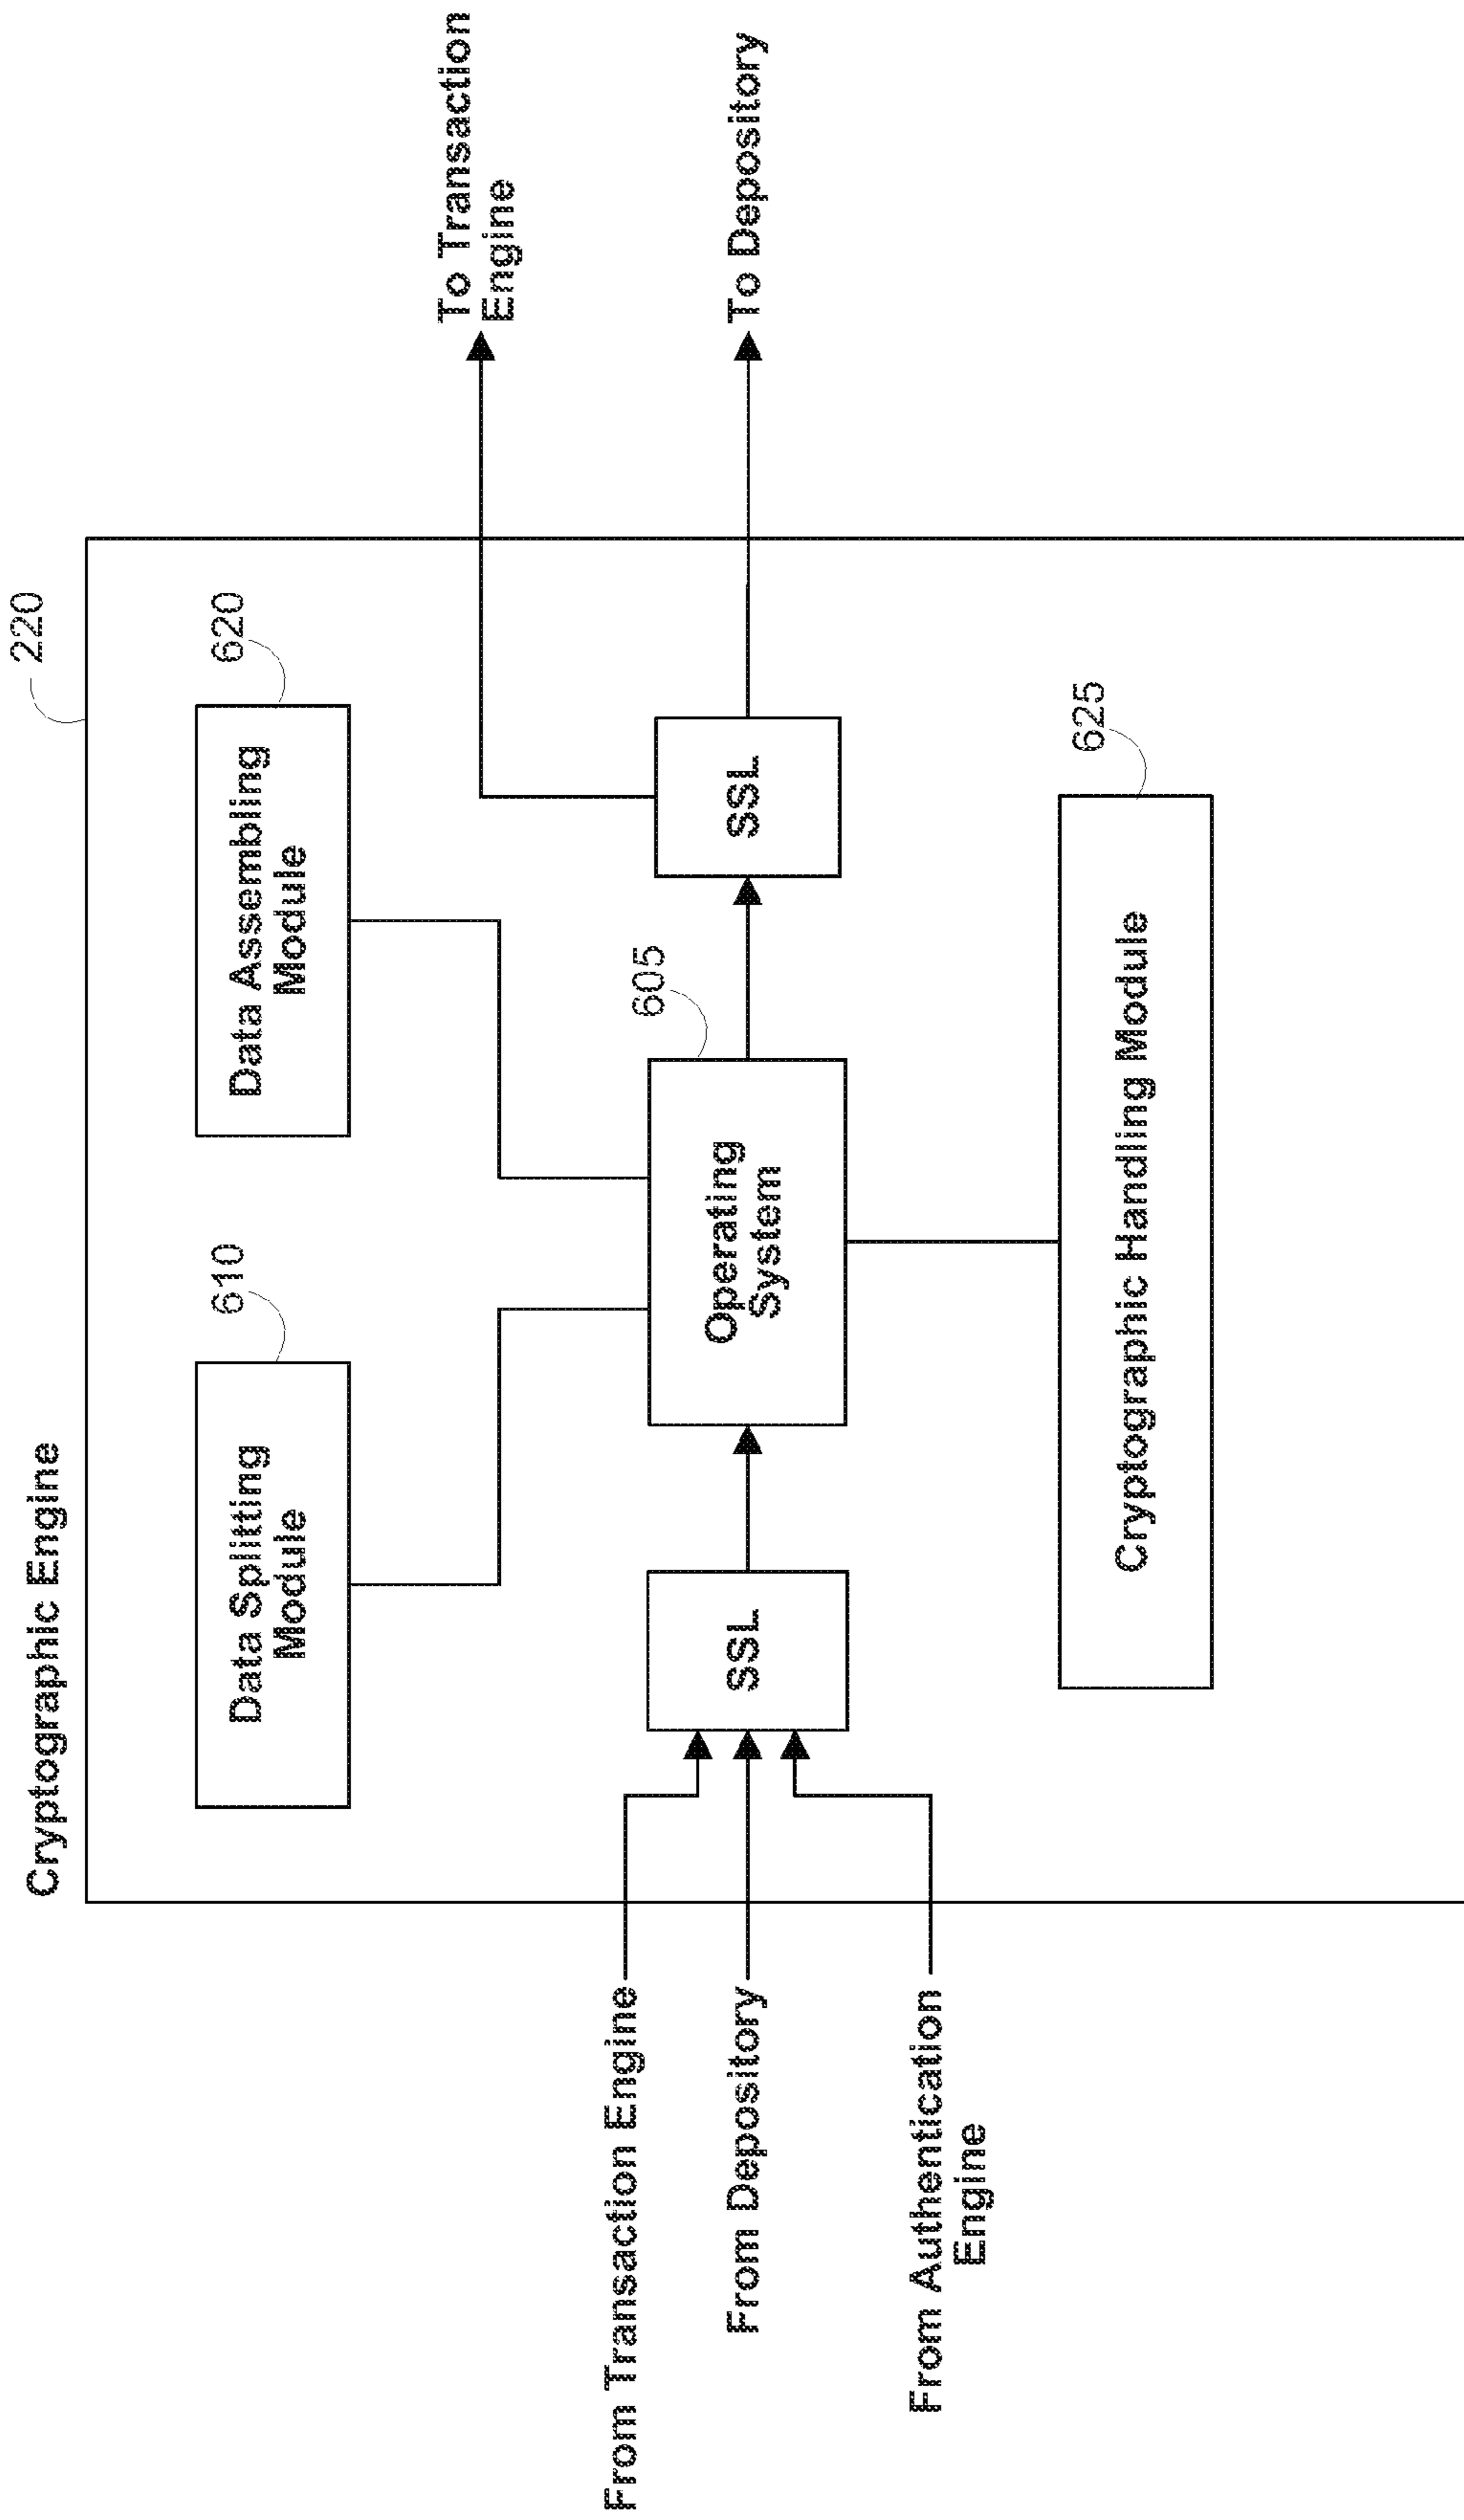 Cryptographic Engine
220
Data Splitting
Module
610
Data Assembling
Module
620
To Transaction
Engine
From Transaction Engine
From Depository
From Authentication
Engine
SSL
Operating
System
605
SSL
To Depository
Cryptographic Handling Module
625